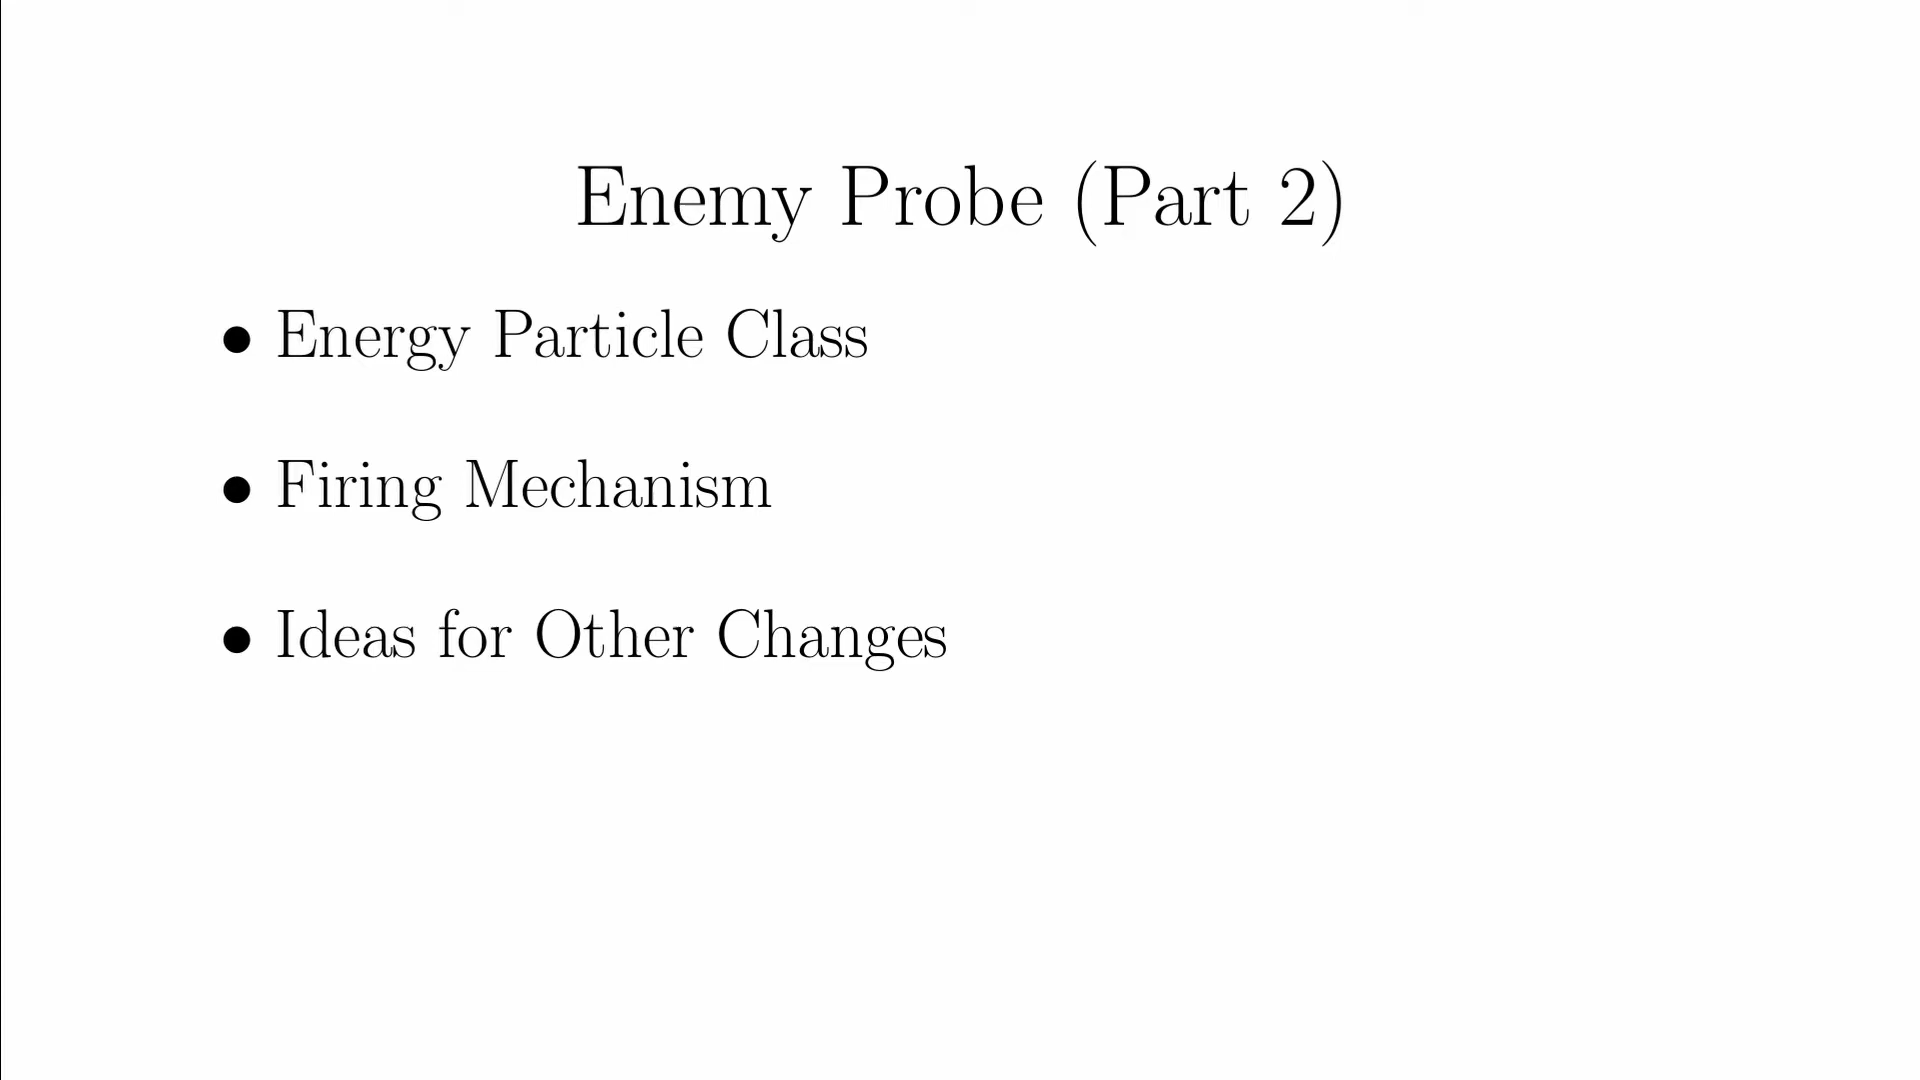 Enemy Probe (Part 2)
• Energy Particle Class
• Firing Mechanism
• Ideas for Other Changes